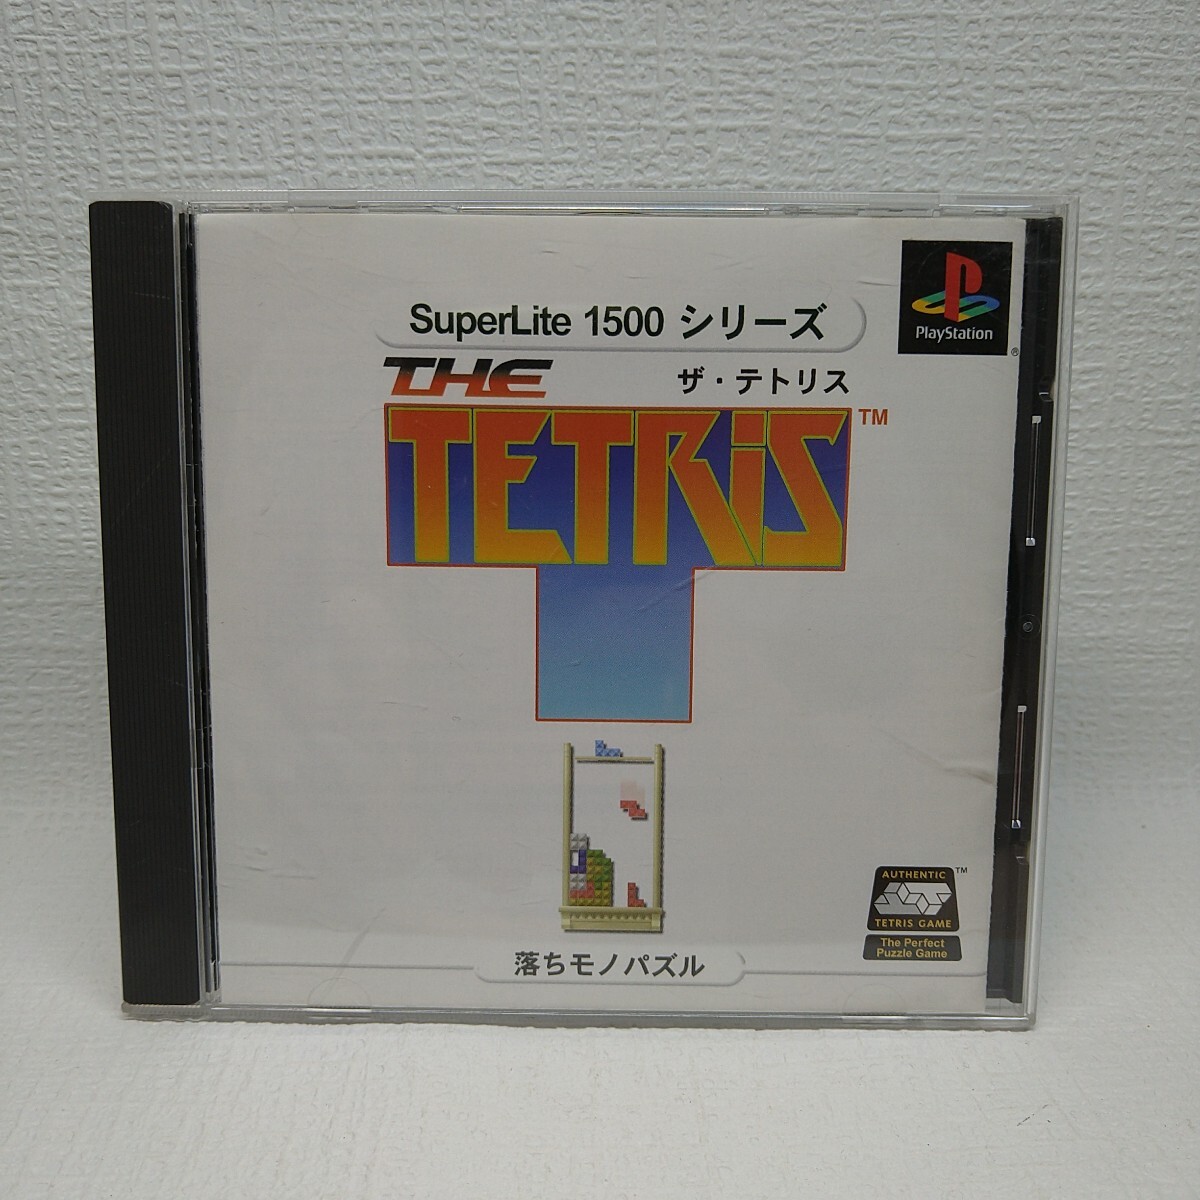 SuperLite 1500 シリーズ
PlayStation
®
THE
ザ・テトリス
TETRiS™
AUTHENTIC
TETRIS GAME
™
The Perfect
Puzzle Game
落ちモノパズル